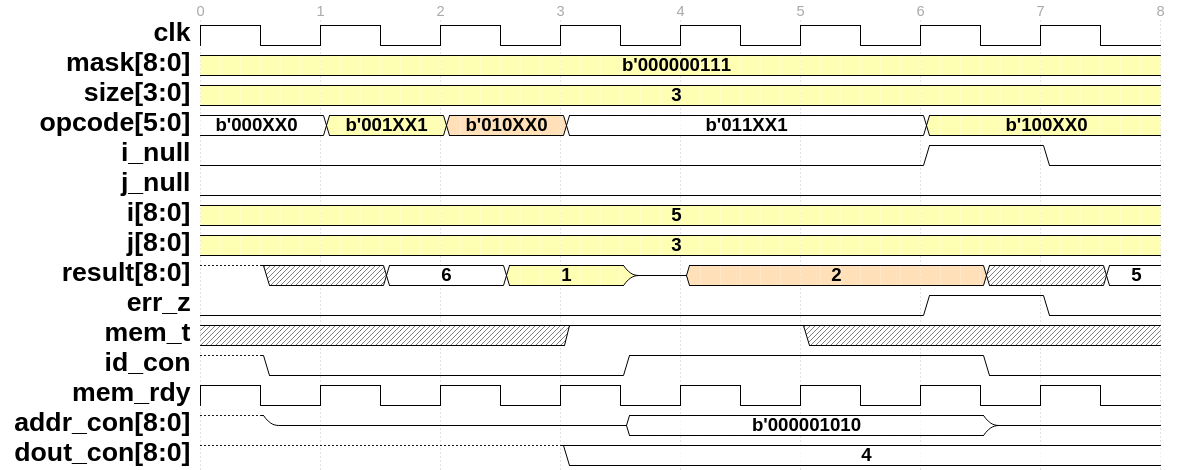 0 1 2 3 4 5 6 7 8
clk
mask[8:0] b'000000111
size[3:0] 3
opcode[5:0] b'000XX0 b'001XX1 b'010XX0 b'011XX1 b'100XX0
i_null
j_null
i[8:0] 5
j[8:0] 3
result[8:0] 6 1 2 5
err_z
mem_t
id_con
mem_rdy
addr_con[8:0] b'000001010
dout_con[8:0] 4